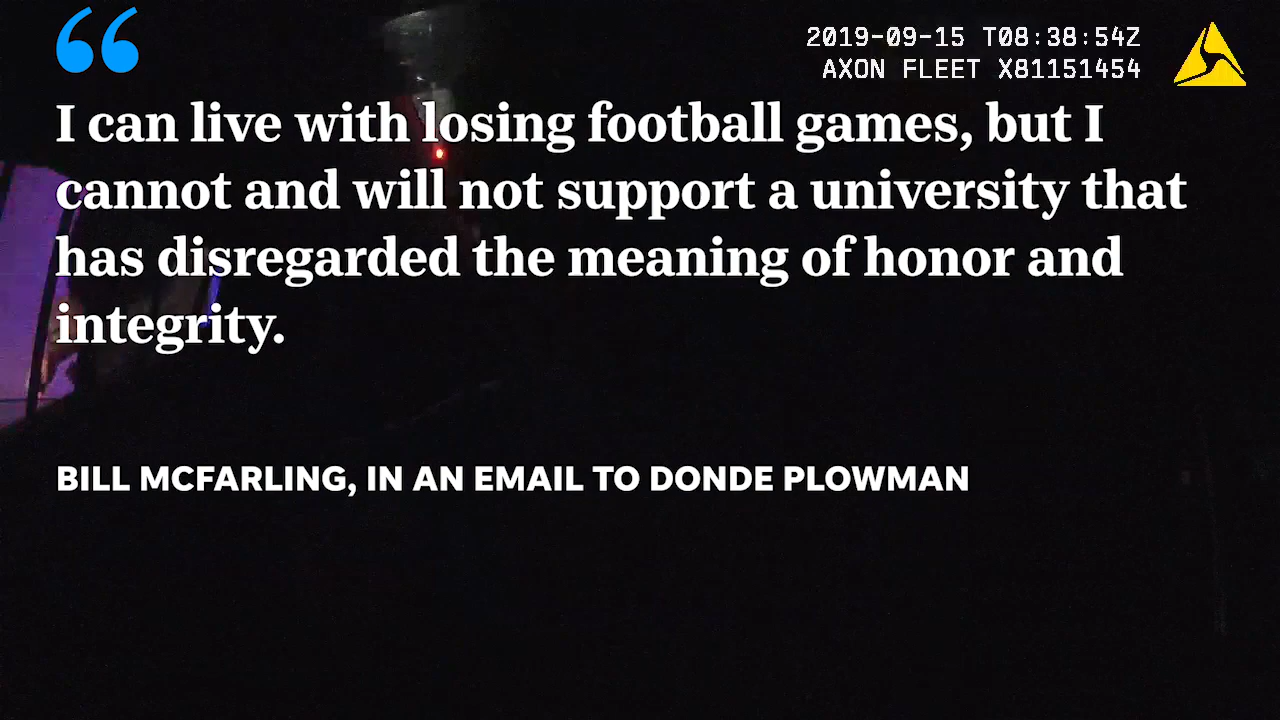 “
2019-09-15 T08:38:54Z
AXON FLEET X81151454
I can live with losing football games, but I
cannot and will not support a university that
has disregarded the meaning of honor and
integrity.
BILL MCFARLING, IN AN EMAIL TO DONDE PLOWMAN